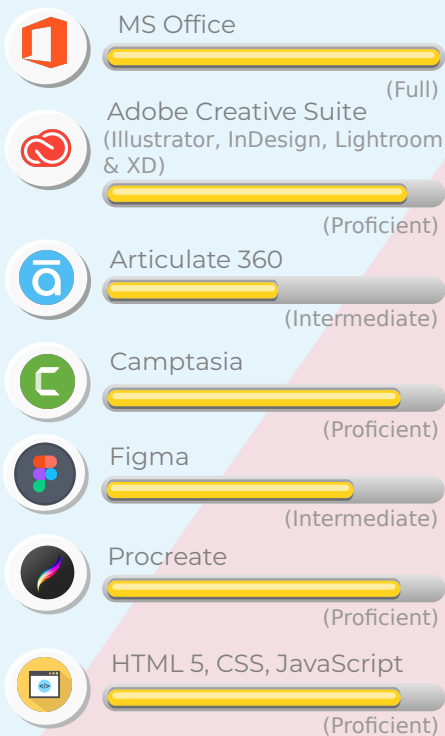 MS Office
(Full)
Adobe Creative Suite
(Illustrator, InDesign, Lightroom
& XD)
(Proficient)
Articulate 360
(Intermediate)
Camptasia
(Proficient)
Figma
(Intermediate)
Procreate
(Proficient)
HTML 5, CSS, JavaScript
(Proficient)